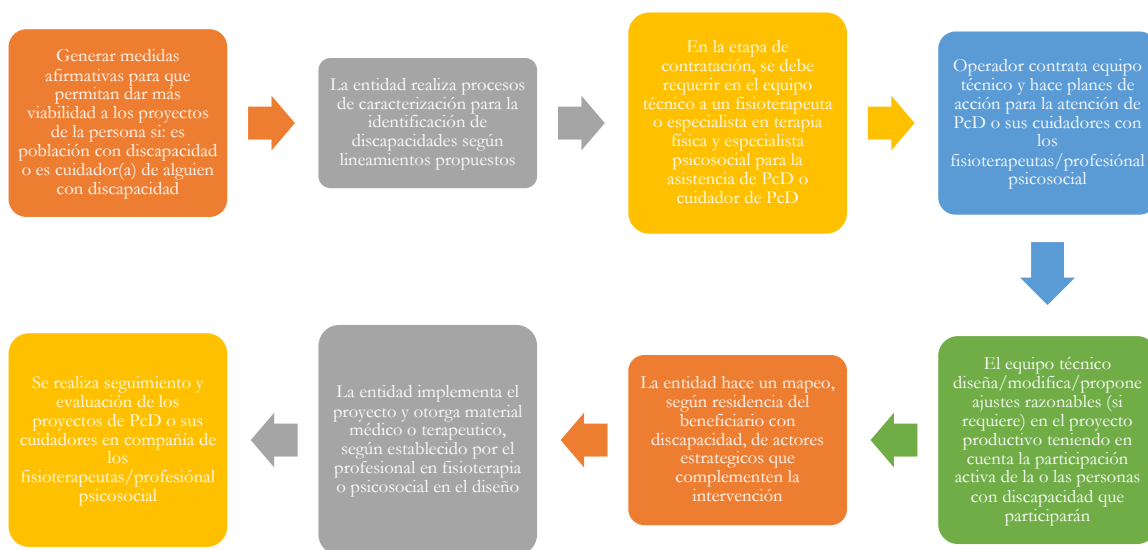 Generar medidas
afirmativas para que
permitan dar más
viabilidad a los proyectos
de la persona si: es
población con discapacidad
o es cuidador(a) de alguien
con discapacidad
La entidad realiza procesos
de caracterización para la
identificación de
discapacidades según
lineamientos propuestos
En la etapa de
contratación, se debe
requerir en el equipo
técnico a un fisioterapeuta
o especialista en terapia
física y especialista
psicosocial para la
asistencia de PcD o
cuidador de PcD
Operador contrata equipo
técnico y hace planes de
acción para la atención de
PcD o sus cuidadores con
los
fisioterapeutas/profesiónal
psicosocial
El equipo técnico
diseña/modifica/propone
ajustes razonables (si
requiere) en el proyecto
productivo teniendo en
cuenta la participación
activa de la o las personas
con discapacidad que
participarán
La entidad hace un mapeo,
según residencia del
beneficiario con
discapacidad, de actores
estrategicos que
complementen la
intervención
La entidad implementa el
proyecto y otorga material
médico o terapeutico,
según establecido por el
profesional en fisioterapia
o psicosocial en el diseño
Se realiza seguimiento y
evaluación de los
proyectos de PcD o sus
cuidadores en compañía de
los
fisioterapeutas/profesiónal
psicosocial